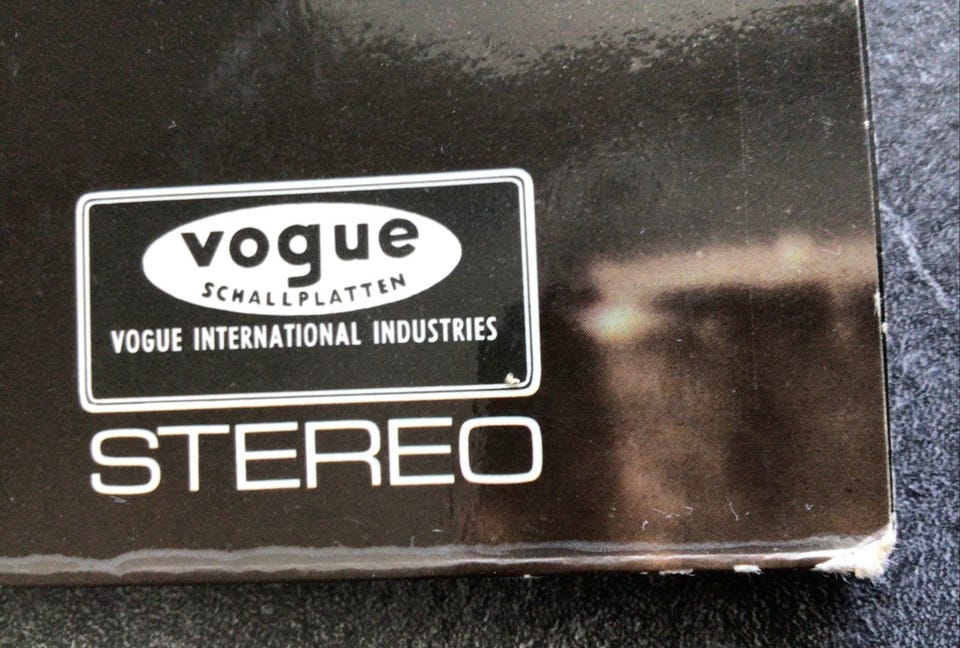 vogue
SCHALLPLATTEN
VOGUE INTERNATIONAL INDUSTRIES
STEREO